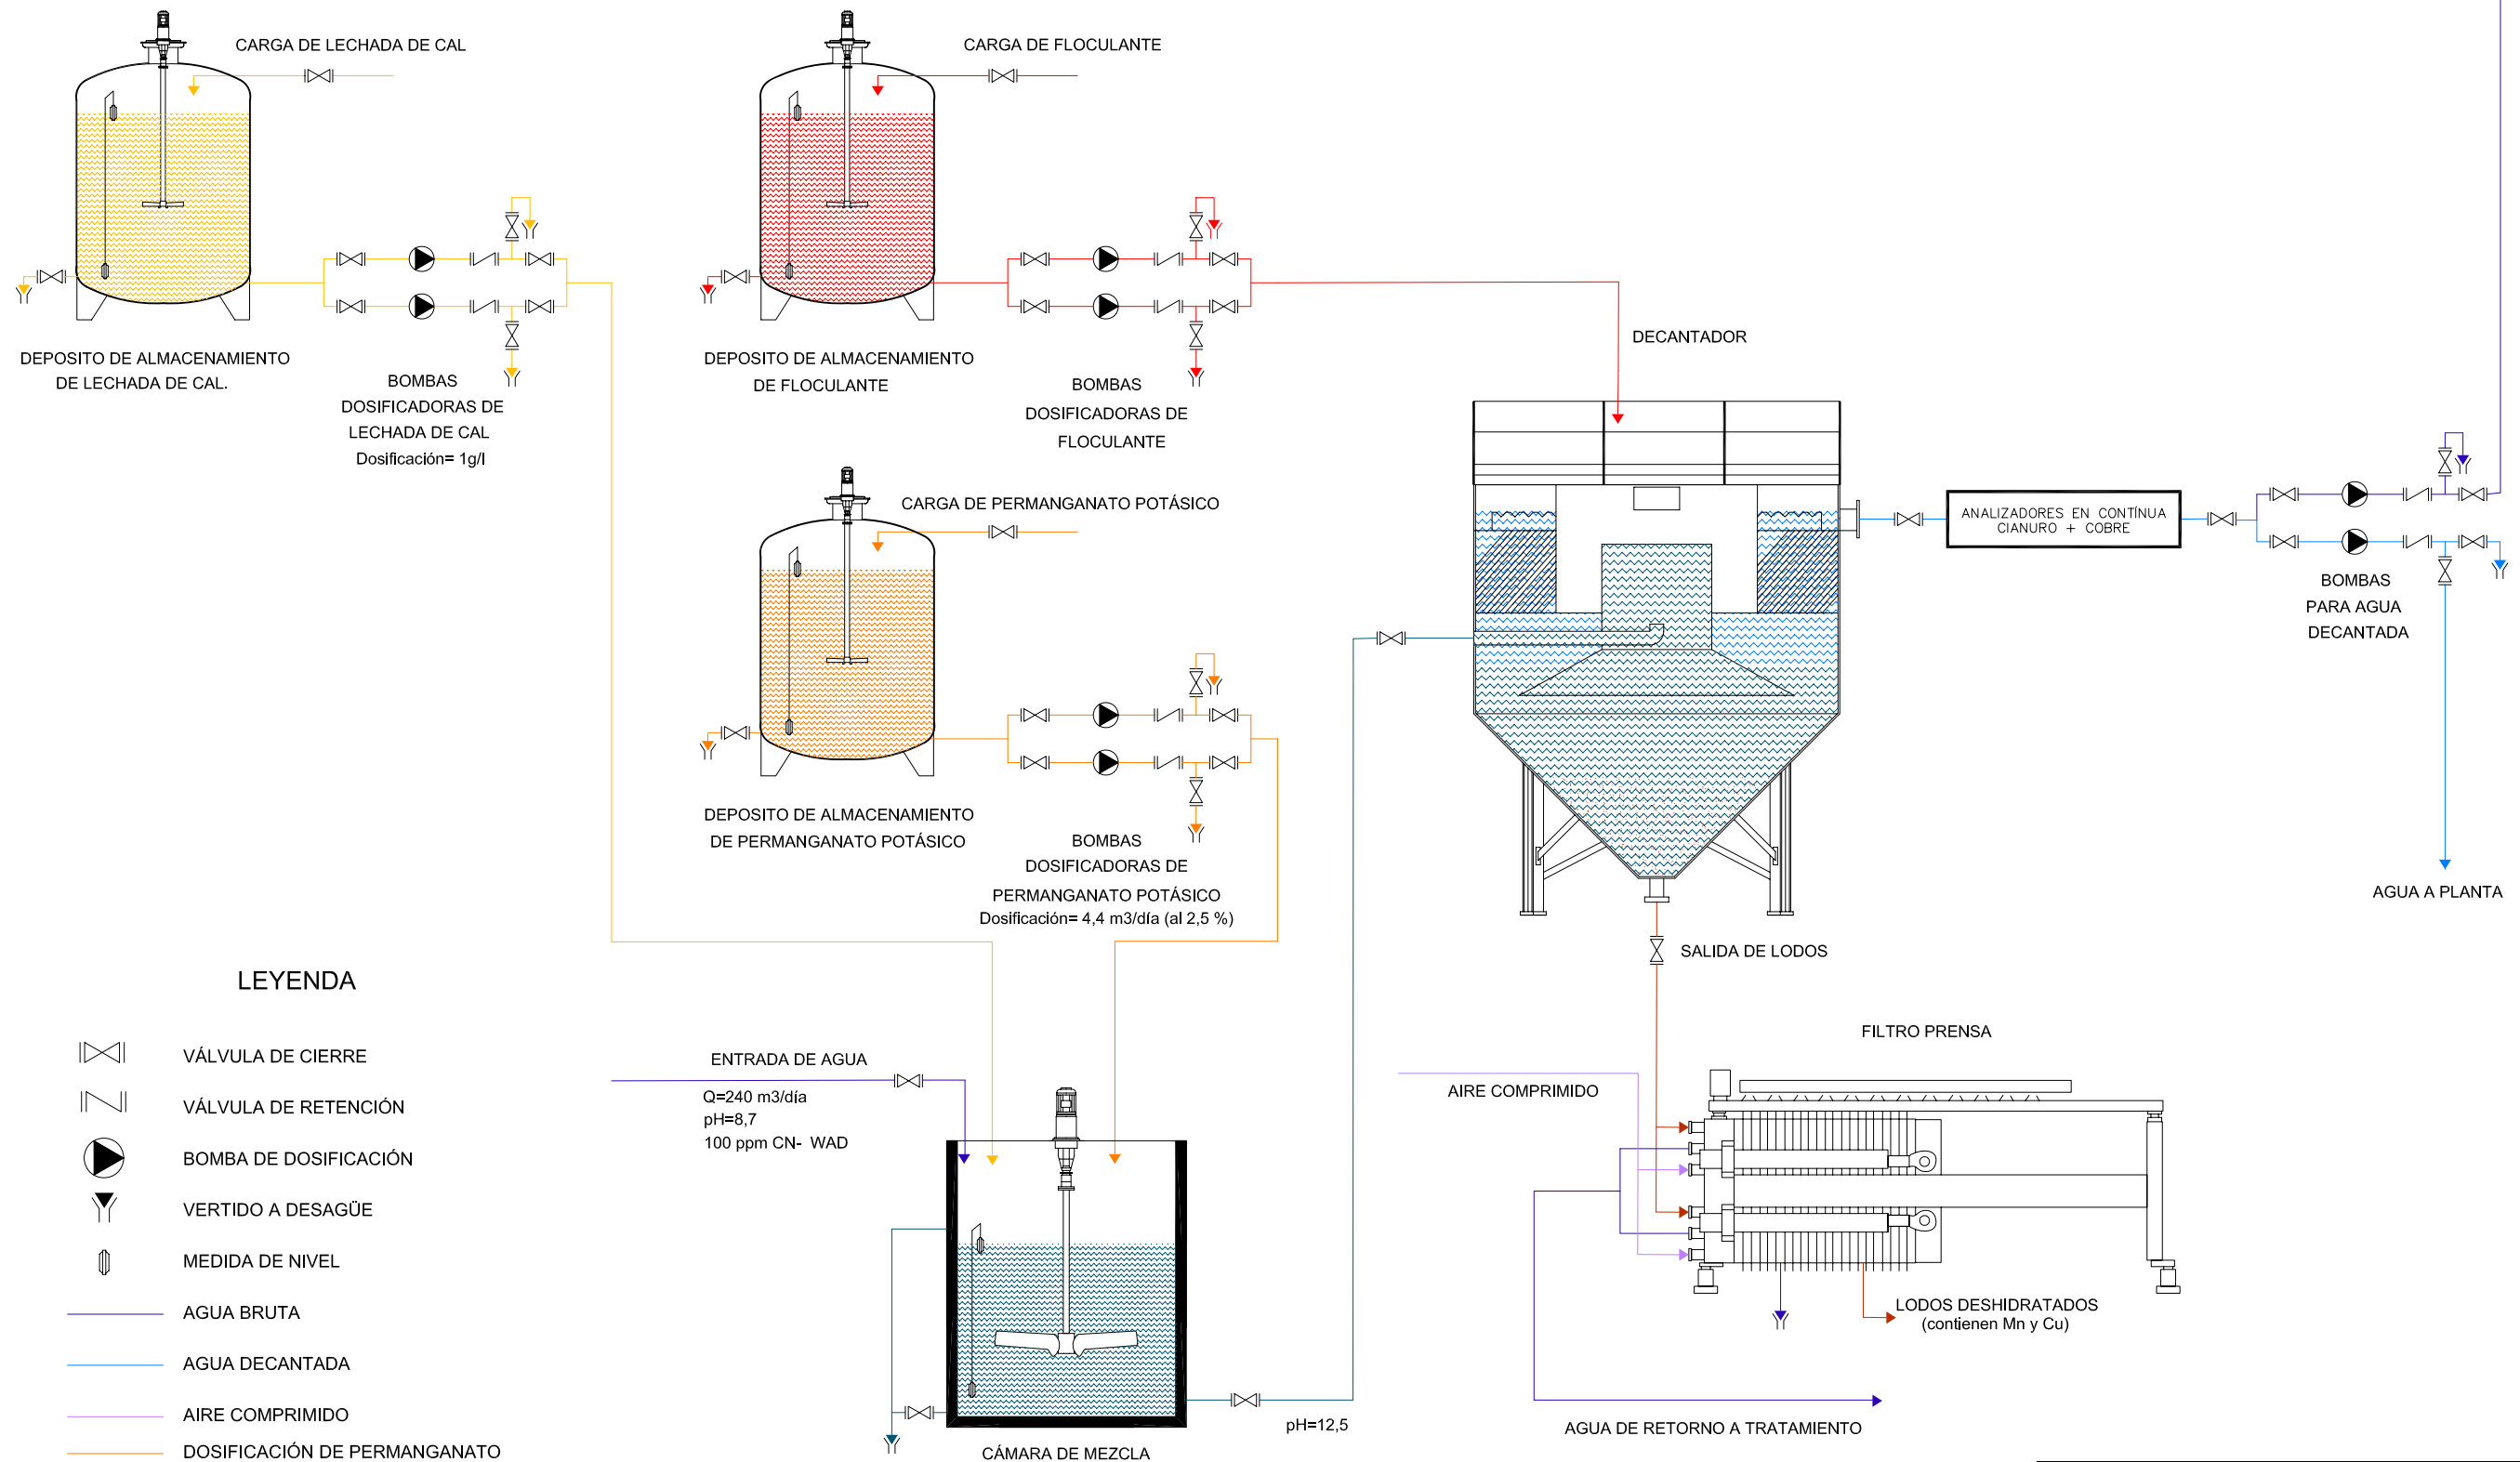 CARGA DE LECHADA DE CAL
DEPOSITO DE ALMACENAMIENTO
DE LECHADA DE CAL.
BOMBAS
DOSIFICADORAS DE
LECHADA DE CAL
Dosificación= 1g/l
CARGA DE FLOCULANTE
DEPOSITO DE ALMACENAMIENTO
DE FLOCULANTE
BOMBAS
DOSIFICADORAS DE
FLOCULANTE
CARGA DE PERMANGANATO POTÁSICO
DEPOSITO DE ALMACENAMIENTO
DE PERMANGANATO POTÁSICO
BOMBAS
DOSIFICADORAS DE
PERMANGANATO POTÁSICO
Dosificación= 4,4 m3/día (al 2,5 %)
DECANTADOR
ANALIZADORES EN CONTÍNUA
CIANURO + COBRE
BOMBAS
PARA AGUA
DECANTADA
AGUA A PLANTA
SALIDA DE LODOS
FILTRO PRENSA
AIRE COMPRIMIDO
LODOS DESHIDRATADOS
(contienen Mn y Cu)
AGUA DE RETORNO A TRATAMIENTO
ENTRADA DE AGUA
Q=240 m3/día
pH=8,7
100 ppm CN- WAD
pH=12,5
CÁMARA DE MEZCLA
LEYENDA
VÁLVULA DE CIERRE
VÁLVULA DE RETENCIÓN
BOMBA DE DOSIFICACIÓN
VERTIDO A DESAGÜE
MEDIDA DE NIVEL
AGUA BRUTA
AGUA DECANTADA
AIRE COMPRIMIDO
DOSIFICACIÓN DE PERMANGANATO